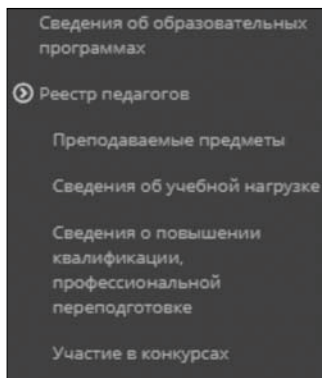 Сведения об образовательных
программах
Реестр педагогов
Преподаваемые предметы
Сведения об учебной нагрузке
Сведения о повышении
квалификации,
профессиональной
переподготовке
Участие в конкурсах